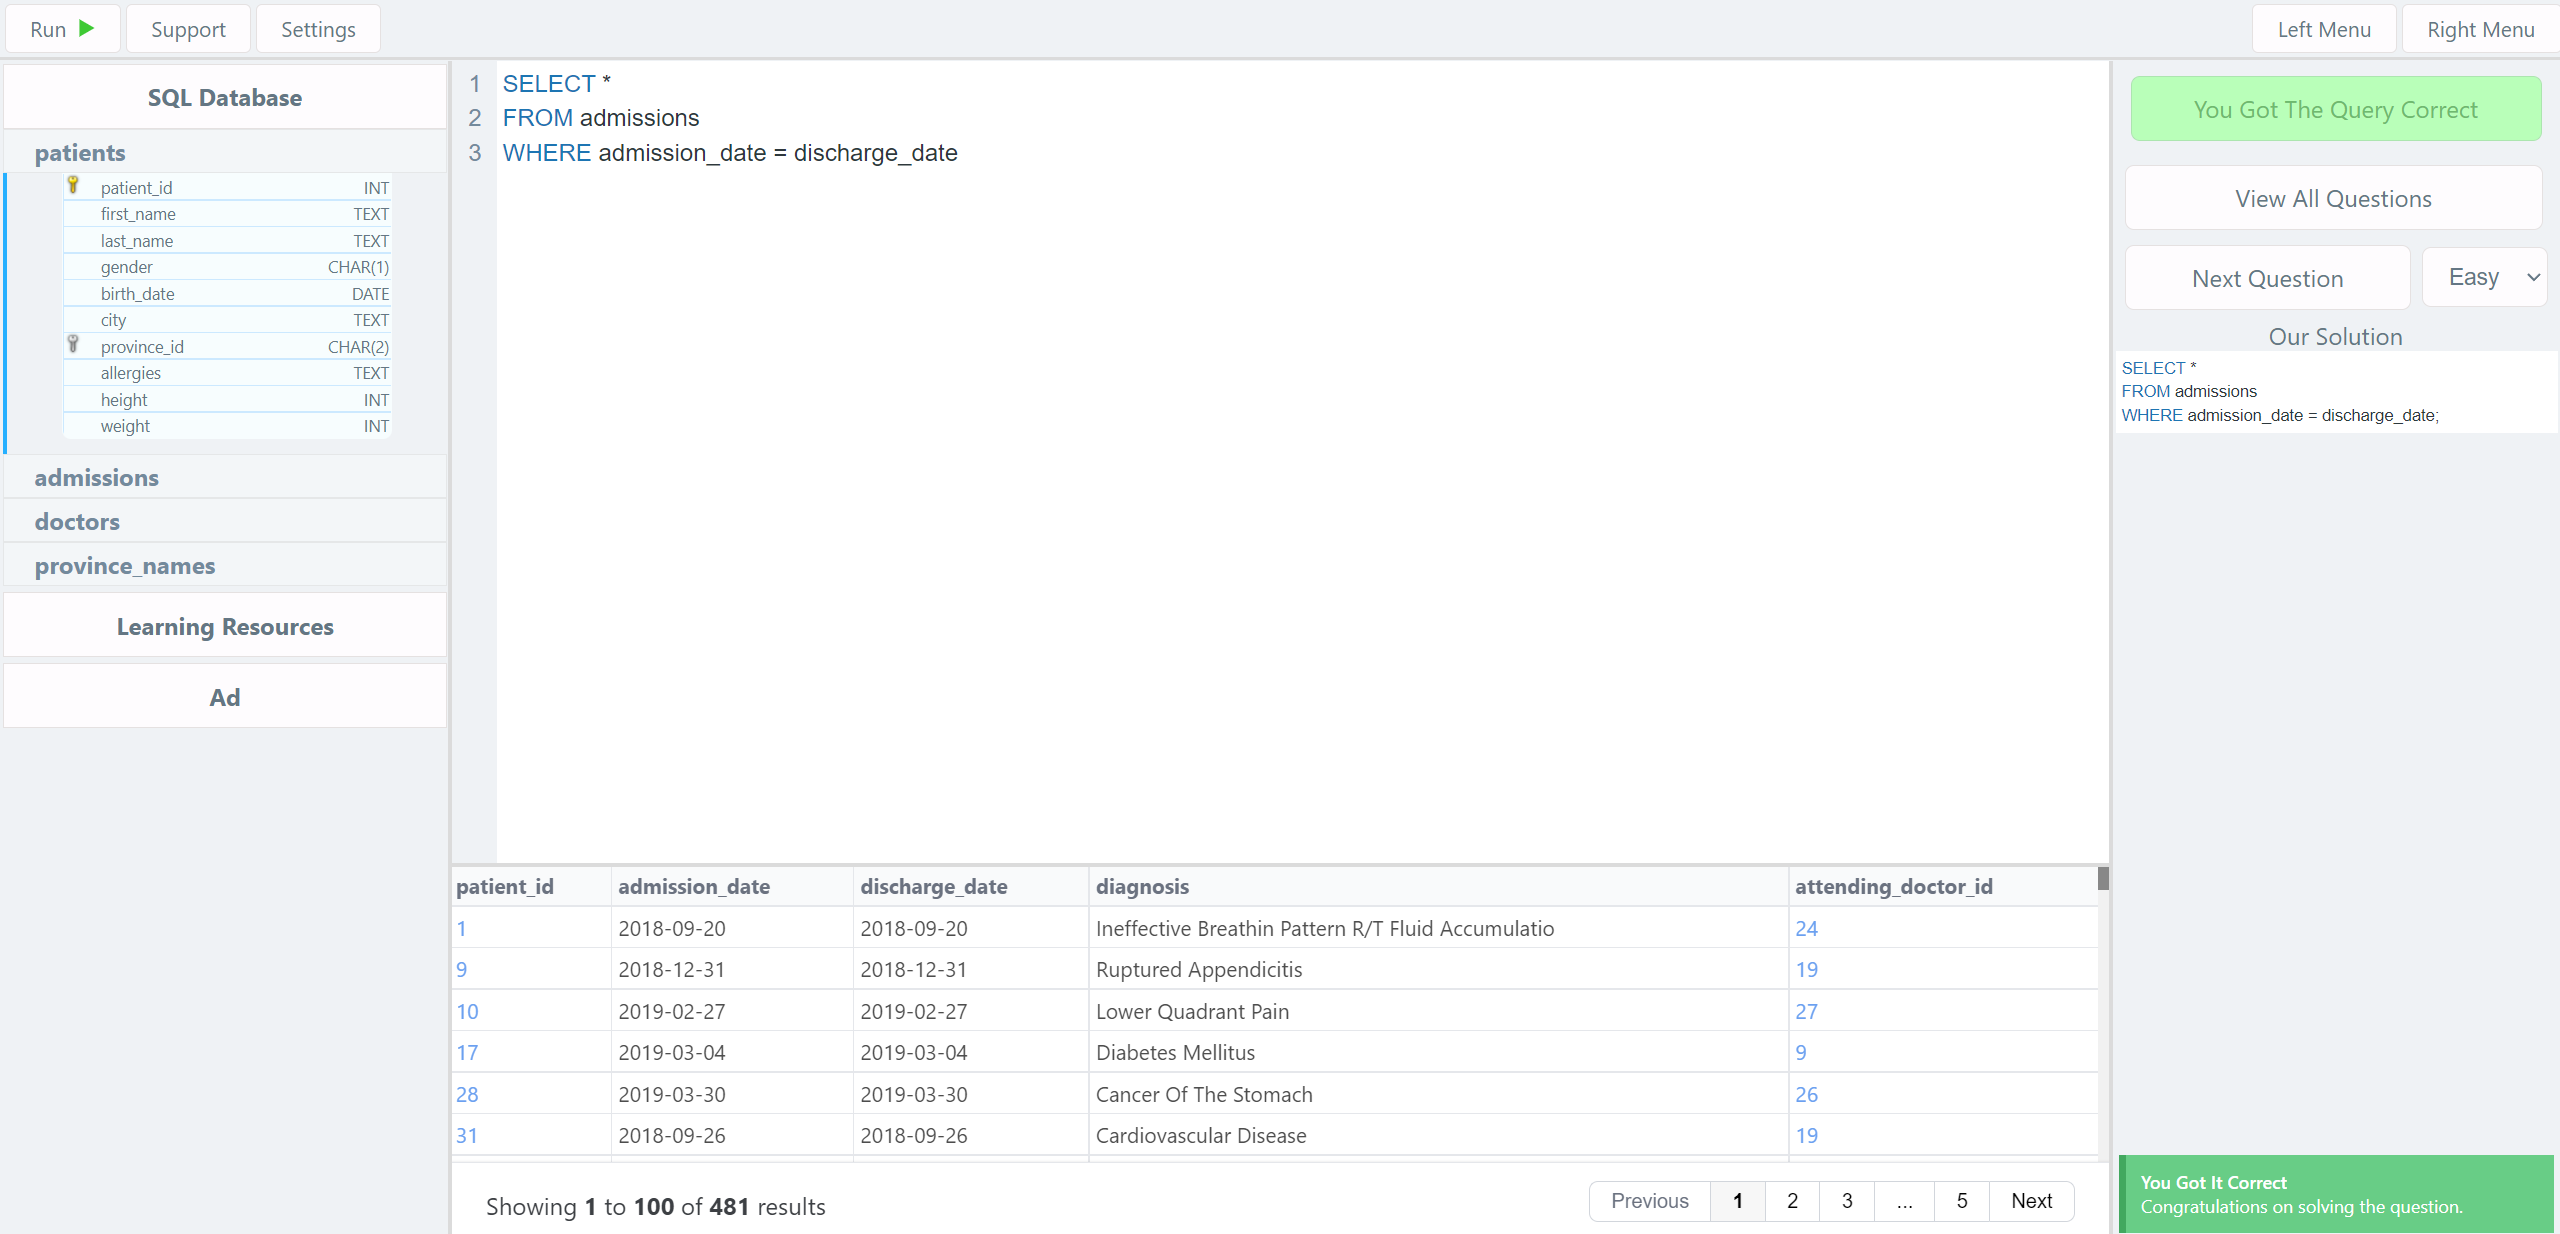 Run
Support
Settings
Left Menu
Right Menu
SQL Database
patients
patient_id INT
first_name TEXT
last_name TEXT
gender CHAR(1)
birth_date DATE
city TEXT
province_id CHAR(2)
allergies TEXT
height INT
weight INT
admissions
doctors
province_names
Learning Resources
Ad
1 SELECT *
2 FROM admissions
3 WHERE admission_date = discharge_date
patient_id admission_date discharge_date diagnosis attending_doctor_id
1 2018-09-20 2018-09-20 Ineffective Breathin Pattern R/T Fluid Accumulatio 24
9 2018-12-31 2018-12-31 Ruptured Appendicitis 19
10 2019-02-27 2019-02-27 Lower Quadrant Pain 27
17 2019-03-04 2019-03-04 Diabetes Mellitus 9
28 2019-03-30 2019-03-30 Cancer Of The Stomach 26
31 2018-09-26 2018-09-26 Cardiovascular Disease 19
Showing 1 to 100 of 481 results
Previous 1 2 3 ... 5 Next
You Got The Query Correct
View All Questions
Next Question
Easy
Our Solution
SELECT *
FROM admissions
WHERE admission_date = discharge_date;
You Got It Correct
Congratulations on solving the question.